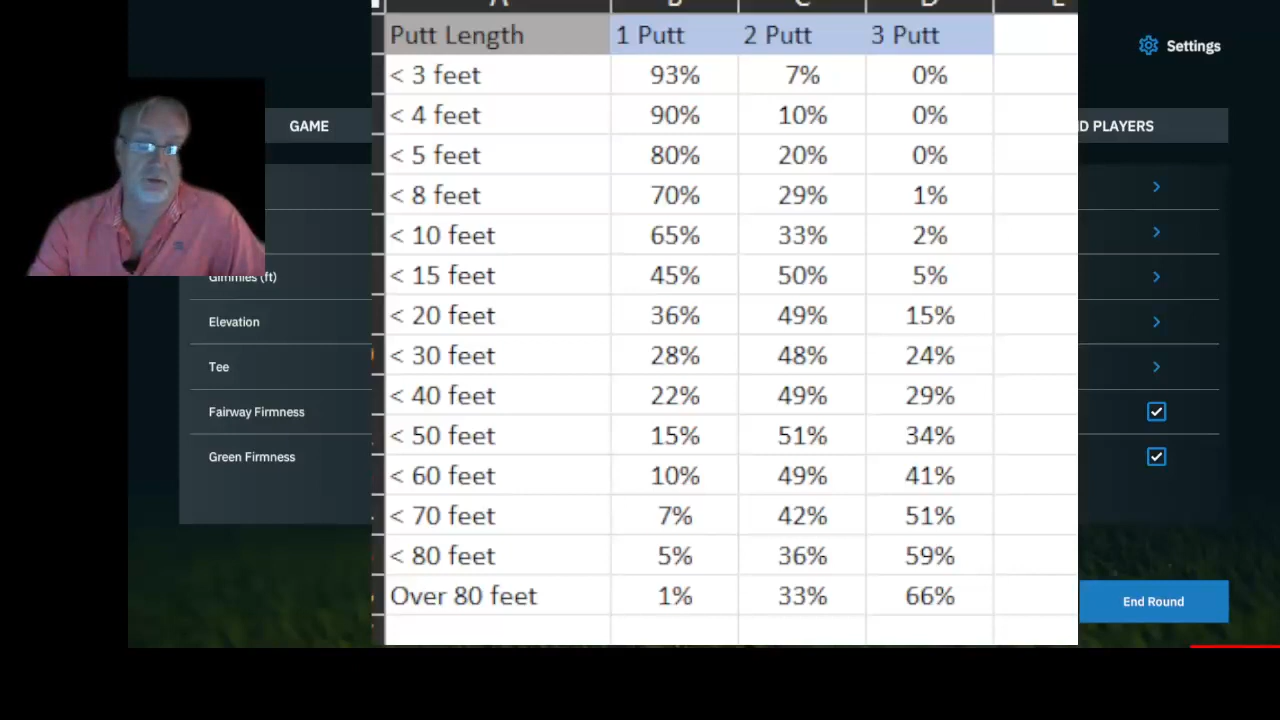 A B C D E
Putt Length 1 Putt 2 Putt 3 Putt
< 3 feet 93% 7% 0%
< 4 feet 90% 10% 0%
< 5 feet 80% 20% 0%
< 8 feet 70% 29% 1%
< 10 feet 65% 33% 2%
< 15 feet 45% 50% 5%
< 20 feet 36% 49% 15%
< 30 feet 28% 48% 24%
< 40 feet 22% 49% 29%
< 50 feet 15% 51% 34%
< 60 feet 10% 49% 41%
< 70 feet 7% 42% 51%
< 80 feet 5% 36% 59%
Over 80 feet 1% 33% 66%
GAME
Gimmies (ft)
Elevation
Tee
Fairway Firmness
Green Firmness
Settings
PLAYERS
End Round